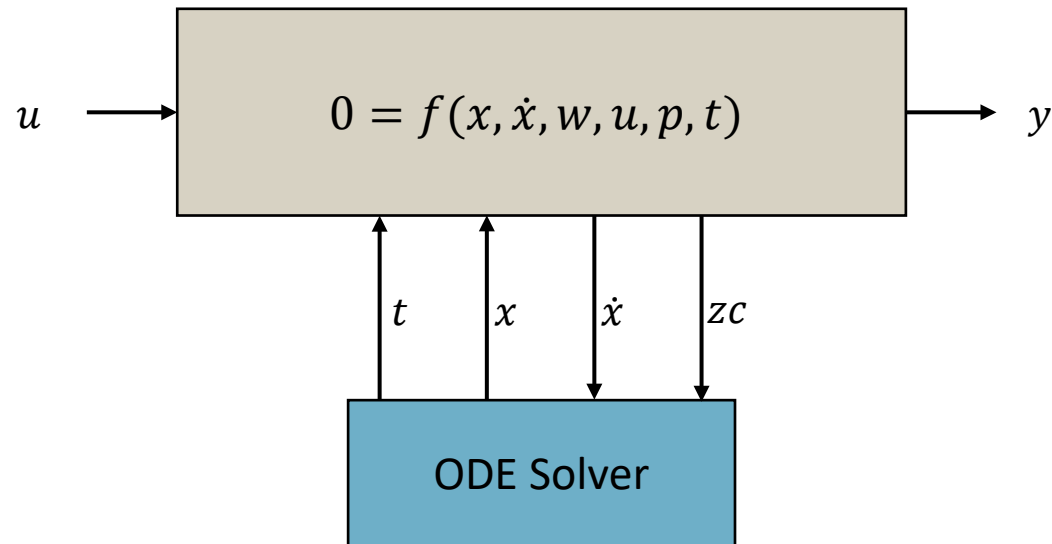 0 = f(x, ẋ, w, u, p, t)
u
y
t
x
ẋ
zc
ODE Solver